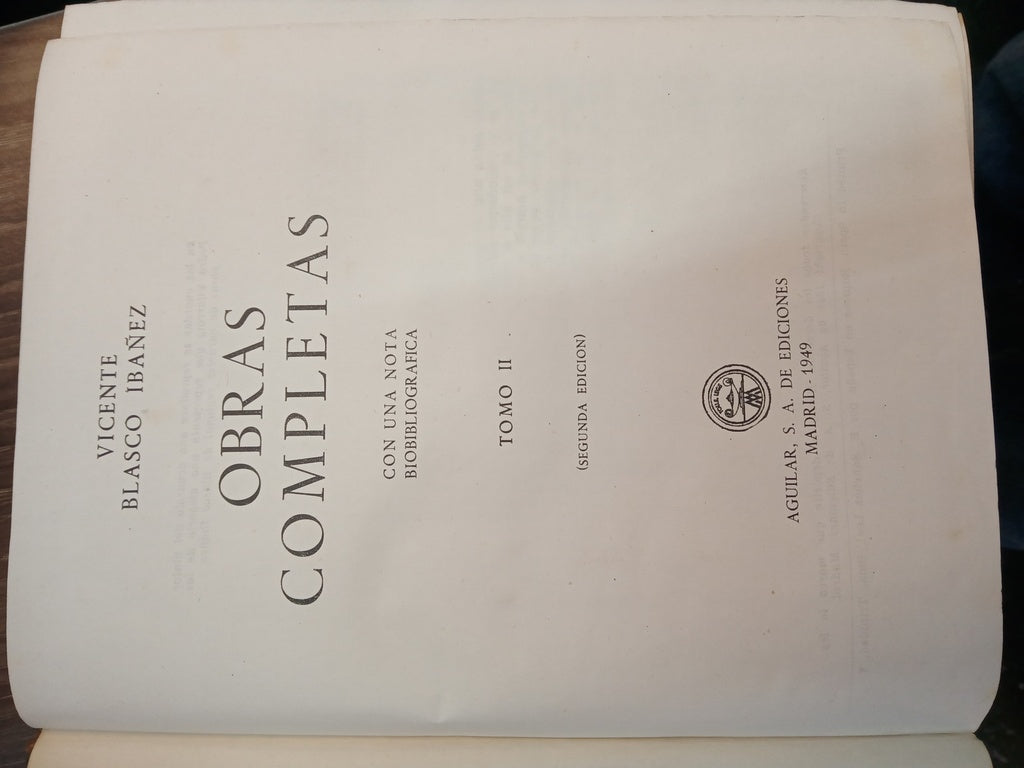 VICENTE
BLASCO IBAÑEZ
OBRAS
COMPLETAS
CON UNA NOTA
BIOBIBLIOGRAFICA
TOMO II
(SEGUNDA EDICION)
AGUILAR, S. A. DE EDICIONES
MADRID - 1949